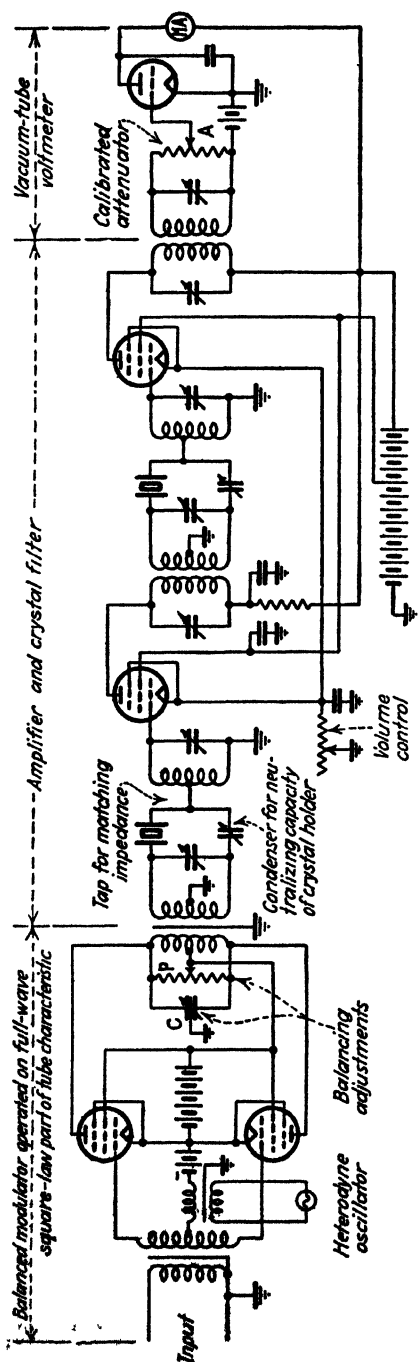 Balanced modulator operated on full-wave
square-law part of tube characteristic
Amplifier and crystal filter
Vacuum-tube
voltmeter
Input
Heterodyne
oscillator
C
P
Balancing
adjustments
Tap for matching
impedance
Condenser for neu-
tralizing capacity
of crystal holder
Volume
control
Calibrated
attenuator
A
MA